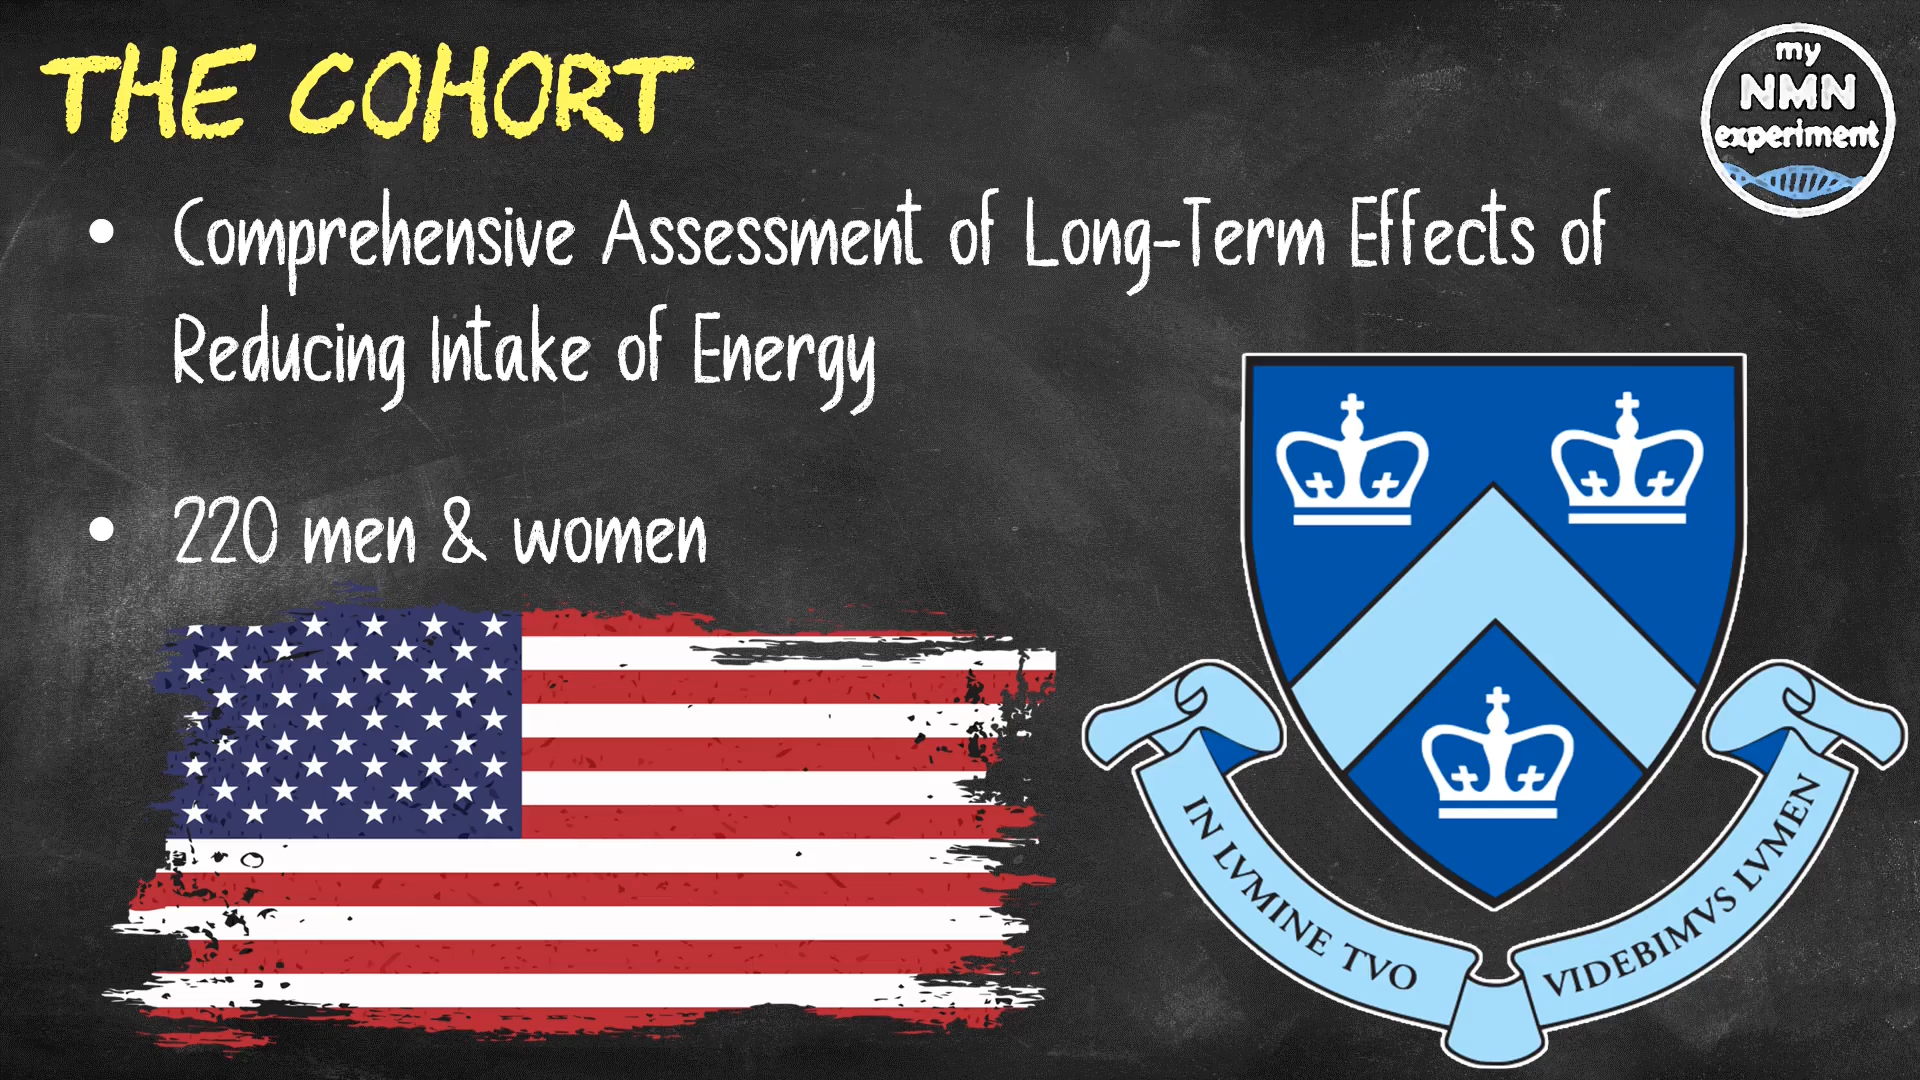 THE COHORT
my
NMN
experiment
• Comprehensive Assessment of Long-Term Effects of
Reducing Intake of Energy
• 220 men & women
IN LVMINE TVO
VIDEBIMVS LVMEN